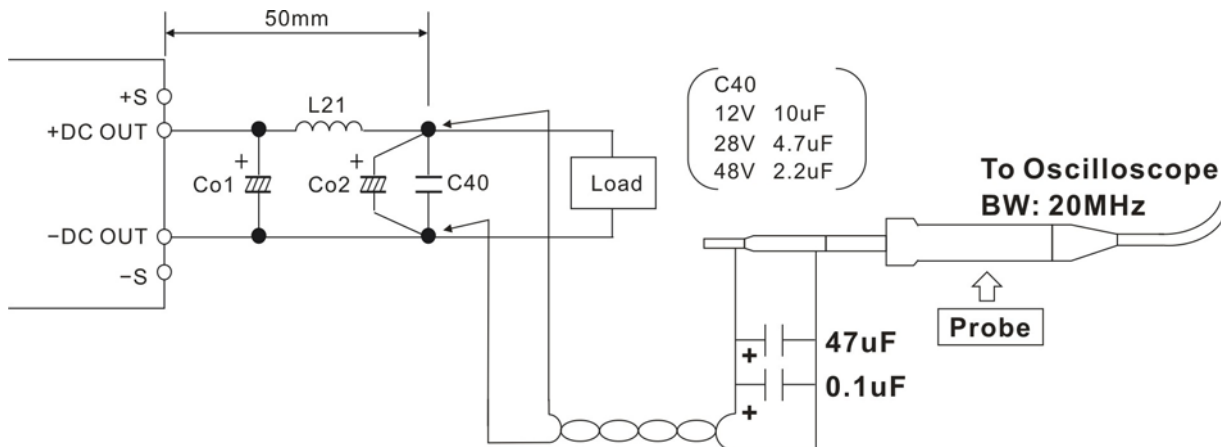 50mm
+S
+DC OUT
L21
+
Co1
+
Co2
C40
Load
−DC OUT
−S
C40
12V 10uF
28V 4.7uF
48V 2.2uF
To Oscilloscope
BW: 20MHz
Probe
+
47uF
0.1uF
+